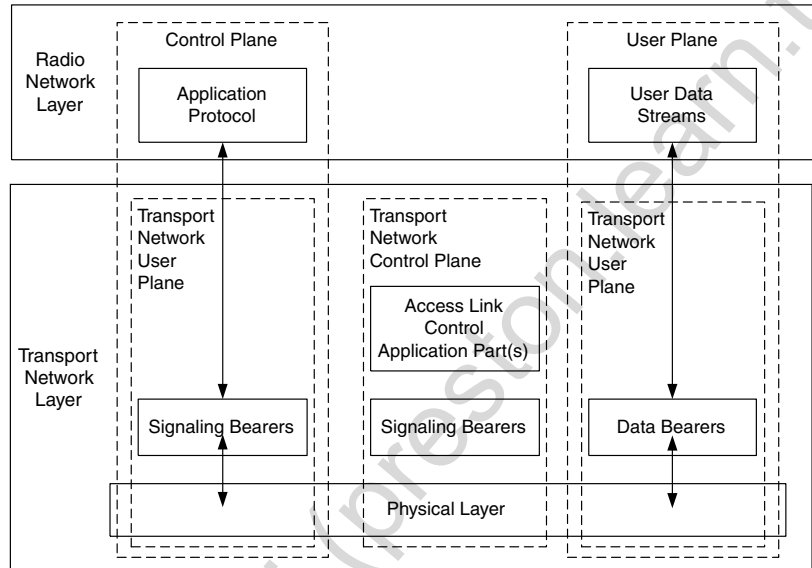 Control Plane
User Plane
Radio
Network
Layer
Application
Protocol
User Data
Streams
Transport
Network
User
Plane
Transport
Network
Control Plane
Transport
Network
User
Plane
Access Link
Control
Application Part(s)
Transport
Network
Layer
Signaling Bearers
Signaling Bearers
Data Bearers
Physical Layer
(preston.learn.